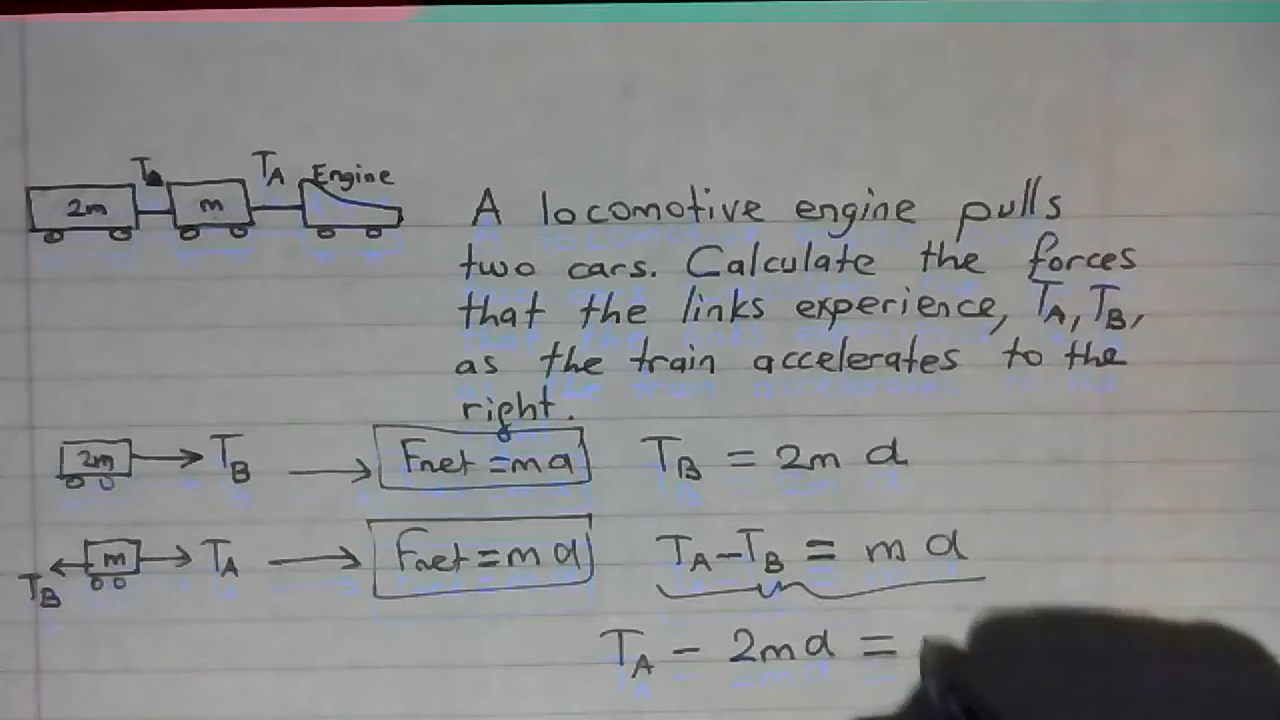 T_B T_A Engine
2m m
A locomotive engine pulls
two cars. Calculate the forces
that the links experience, T_A, T_B,
as the train accelerates to the
right.
2m → T_B → Fnet = ma T_B = 2m a
T_B ← m → T_A → Fnet = m a T_A - T_B = m a
T_A - 2ma =